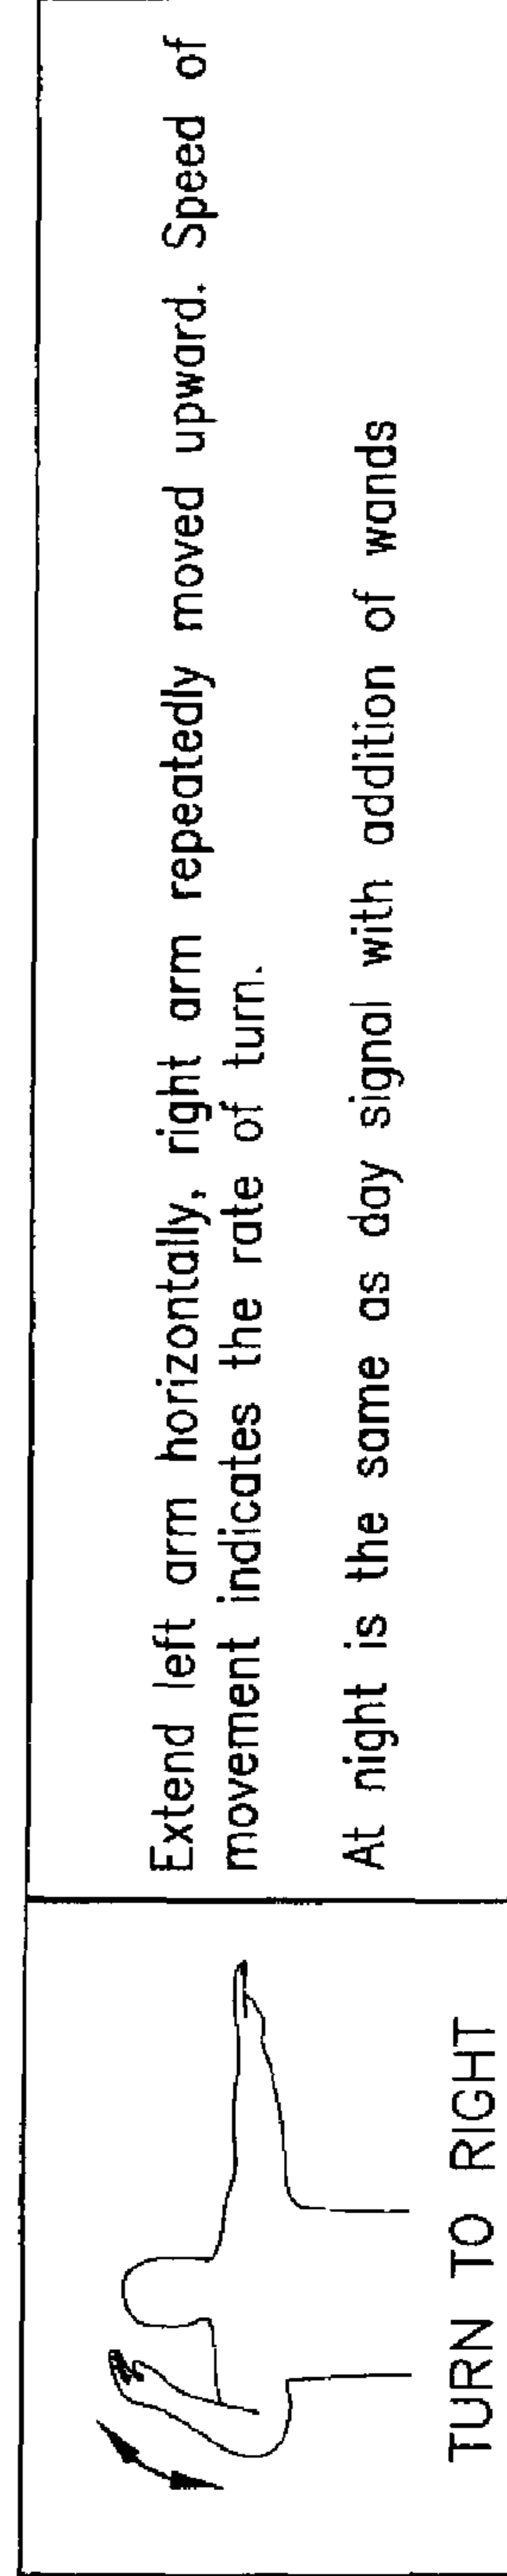 TURN TO RIGHT
Extend left arm horizontally, right arm repeatedly moved upward. Speed of
movement indicates the rate of turn.
At night is the same as day signal with addition of wands